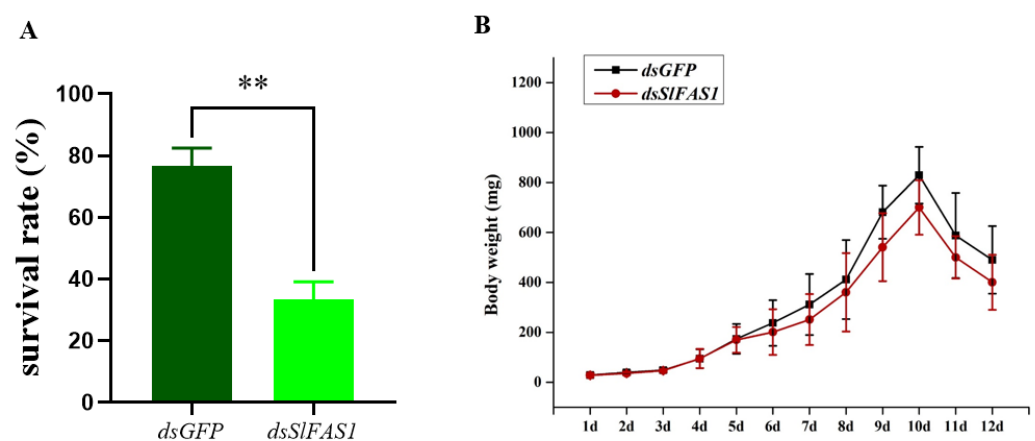 A
**
survival rate (%)
100
80
60
40
20
0
dsGFP dsSlFAS1
B
dsGFP
dsSlFAS1
Body weight (mg)
1200
1000
800
600
400
200
0
1d 2d 3d 4d 5d 6d 7d 8d 9d 10d 11d 12d